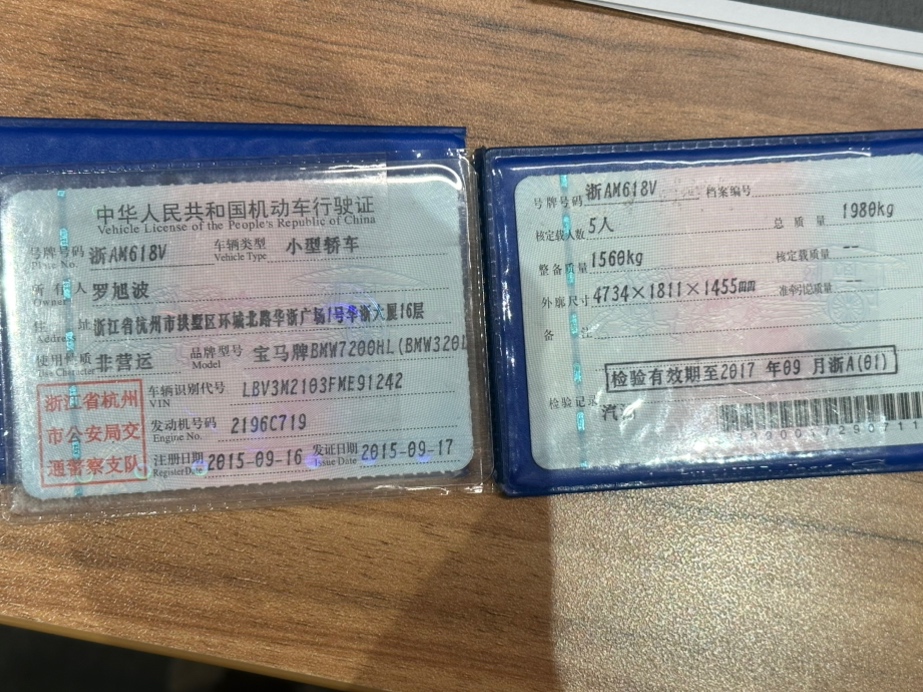 中华人民共和国机动车行驶证
Vehicle License of the People's Republic of China
号牌号码 浙AM618V 车辆类型 小型轿车
Plate No. Vehicle Type
所有人 罗旭波
Owner
住址 浙江省杭州市拱墅区环城北路华浙广场1号华浙大厦16层
Address
使用性质 非营运 品牌型号 宝马牌BMW7200HL(BMW320L
Use Character Model
浙江省杭州
市公安局交
通警察支队
车辆识别代号 LBV3M2103FME91242
VIN
发动机号码 2196C719
Engine No.
注册日期 2015-09-16 发证日期 2015-09-17
Register Date Issue Date
号牌号码 浙AM618V 档案编号
核定载人数 5人 总质量 1980kg
整备质量 1560kg 核定载质量 --
外廓尺寸 4734×1811×1455mm 准牵引总质量 --
备注
检验有效期至2017 年09 月浙A(01)
检验记录